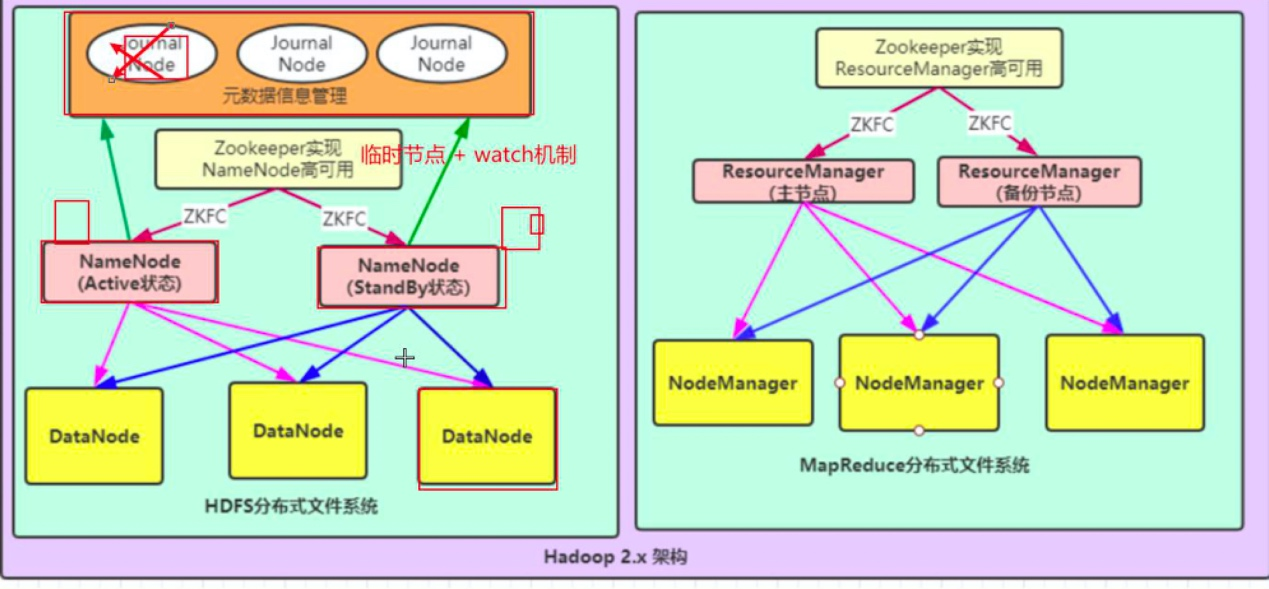 Journal
Node
Journal
Node
Journal
Node
元数据信息管理
Zookeeper实现
NameNode高可用
临时节点 + watch机制
ZKFC
ZKFC
NameNode
(Active状态)
NameNode
(StandBy状态)
DataNode
DataNode
DataNode
HDFS分布式文件系统
Zookeeper实现
ResourceManager高可用
ZKFC
ZKFC
ResourceManager
(主节点)
ResourceManager
(备份节点)
NodeManager
NodeManager
NodeManager
MapReduce分布式文件系统
Hadoop 2.x 架构